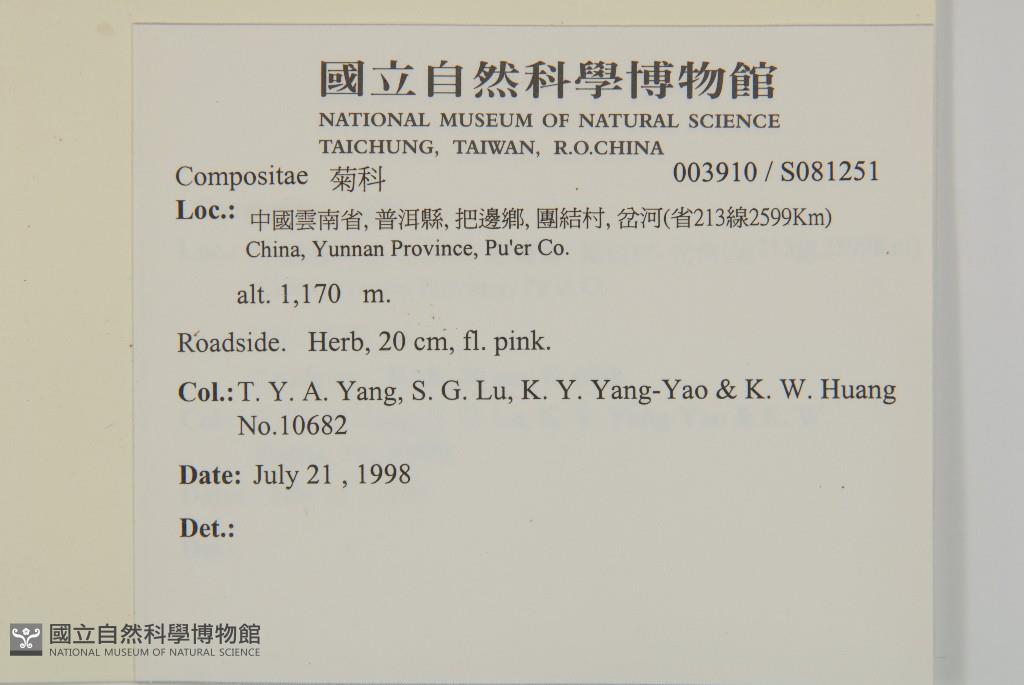 國立自然科學博物館
NATIONAL MUSEUM OF NATURAL SCIENCE
TAICHUNG, TAIWAN, R.O.CHINA
Compositae 菊科 003910 / S081251
Loc.: 中國雲南省, 普洱縣, 把邊鄉, 團結村, 岔河(省213線2599Km)
China, Yunnan Province, Pu'er Co.
alt. 1,170 m.
Roadside. Herb, 20 cm, fl. pink.
Col.: T. Y. A. Yang, S. G. Lu, K. Y. Yang-Yao & K. W. Huang
No.10682
Date: July 21 , 1998
Det.:
國立自然科學博物館
NATIONAL MUSEUM OF NATURAL SCIENCE